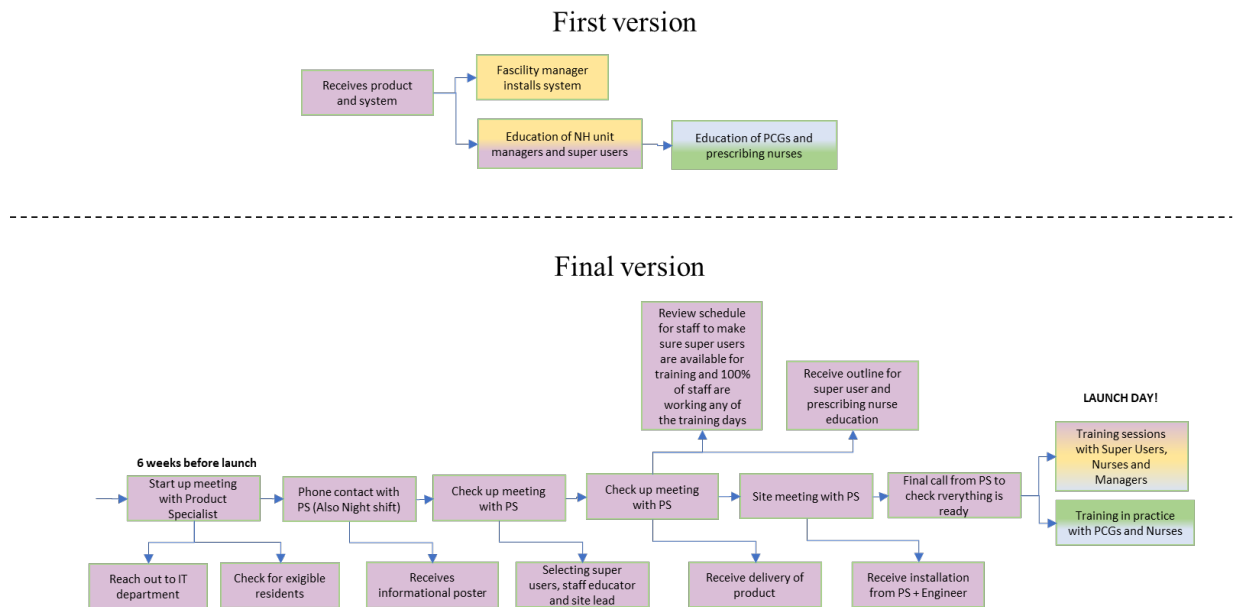 First version
Receives product
and system
Fascility manager
installs system
Education of NH unit
managers and super users
Education of PCGs and
prescribing nurses
Final version
Review schedule
for staff to make
sure super users
are available for
training and 100%
of staff are
working any of
the training days
Receive outline for
super user and
prescribing nurse
education
LAUNCH DAY!
6 weeks before launch
Start up meeting
with Product
Specialist
Phone contact with
PS (Also Night shift)
Check up meeting
with PS
Check up meeting
with PS
Site meeting with PS
Final call from PS to
check rverything is
ready
Training sessions
with Super Users,
Nurses and
Managers
Training in practice
with PCGs and Nurses
Reach out to IT
department
Check for exigible
residents
Receives
informational poster
Selecting super
users, staff educator
and site lead
Receive delivery of
product
Receive installation
from PS + Engineer